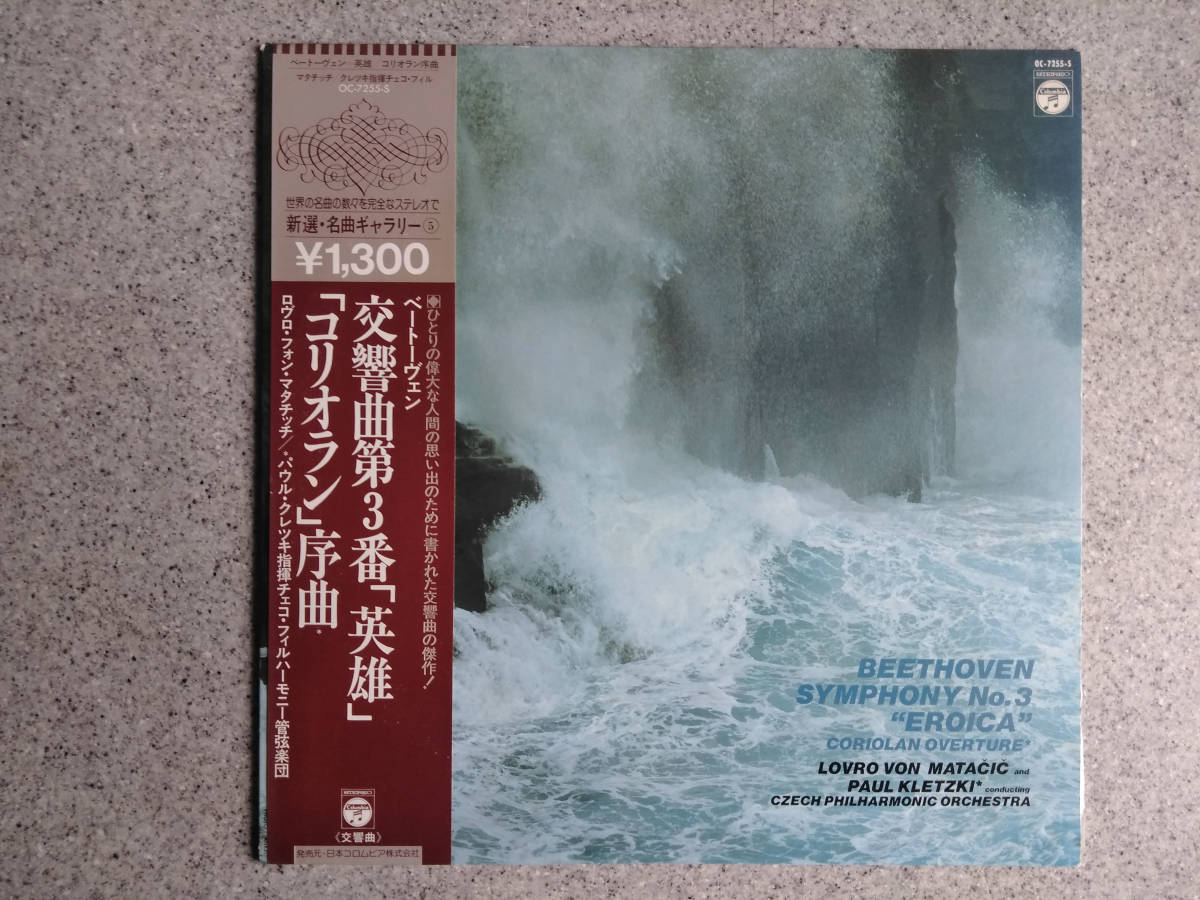 ベートーヴェン 英雄 コリオラン序曲
マタチッチ クレツキ指揮チェコ・フィル
OC-7255-S
世界の名曲の数々を完全なステレオで
新選・名曲ギャラリー⑤
¥1,300
◆ひとりの偉大な人間の思い出のために書かれた交響曲の傑作!
ベートーヴェン
交響曲第3番「英雄」
「コリオラン」序曲*
ロヴロ・フォン・マタチッチ/*パウル・クレツキ指揮チェコ・フィルハーモニー管弦楽団
STEREO
Columbia
《交響曲》
発売元・日本コロムビア株式会社
OC-7255-S
STEREO
Columbia
BEETHOVEN
SYMPHONY No.3
“EROICA”
CORIOLAN OVERTURE*
LOVRO VON MATAČIĆ and
PAUL KLETZKI* conducting
CZECH PHILHARMONIC ORCHESTRA